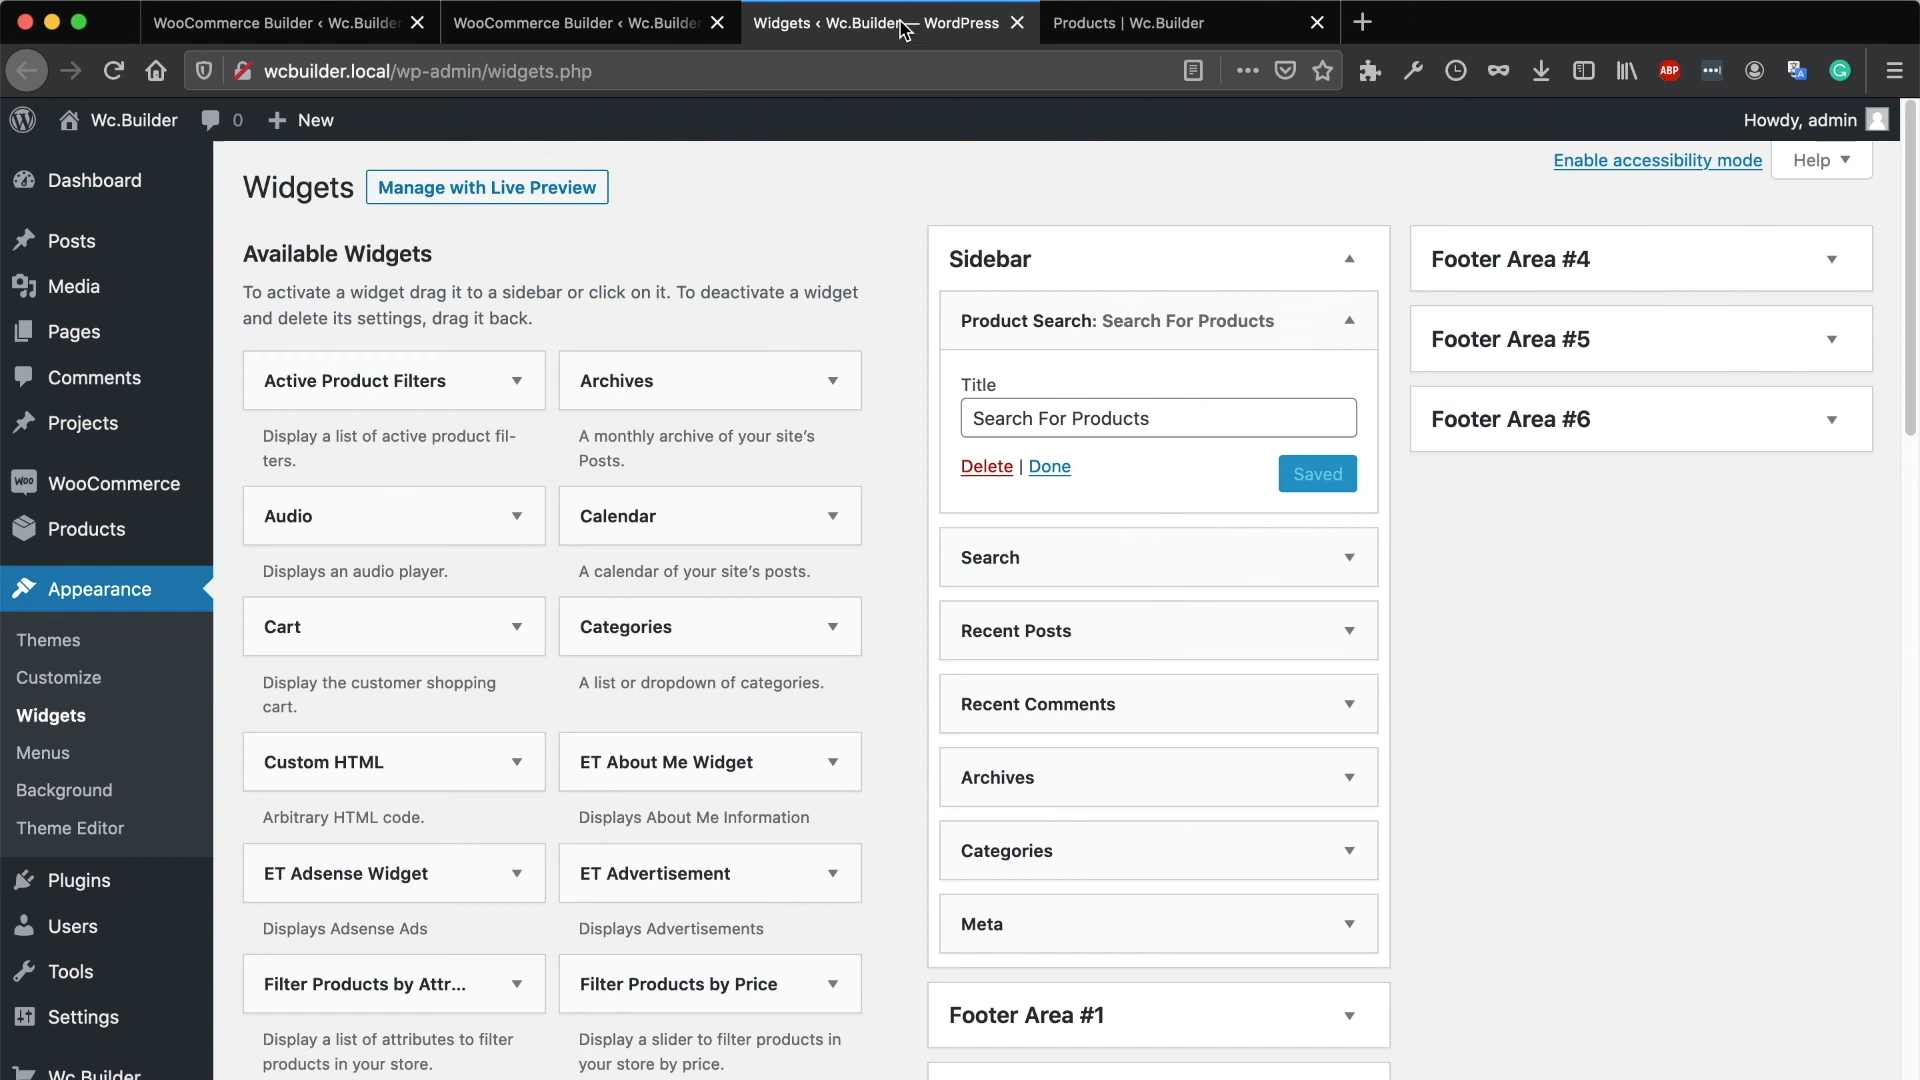 WooCommerce Builder ‹ Wc.Builder
WooCommerce Builder ‹ Wc.Builder
Widgets ‹ Wc.Builder — WordPress
Products | Wc.Builder
wcbuilder.local/wp-admin/widgets.php
ABP
Wc.Builder
0
New
Howdy, admin
Enable accessibility mode
Help
Dashboard
Posts
Media
Pages
Comments
Projects
WooCommerce
Products
Appearance
Themes
Customize
Widgets
Menus
Background
Theme Editor
Plugins
Users
Tools
Settings
Wc Builder
Widgets
Manage with Live Preview
Available Widgets
To activate a widget drag it to a sidebar or click on it. To deactivate a widget
and delete its settings, drag it back.
Active Product Filters
Display a list of active product fil-
ters.
Archives
A monthly archive of your site’s
Posts.
Audio
Displays an audio player.
Calendar
A calendar of your site’s posts.
Cart
Display the customer shopping
cart.
Categories
A list or dropdown of categories.
Custom HTML
Arbitrary HTML code.
ET About Me Widget
Displays About Me Information
ET Adsense Widget
Displays Adsense Ads
ET Advertisement
Displays Advertisements
Filter Products by Attr...
Display a list of attributes to filter
products in your store.
Filter Products by Price
Display a slider to filter products in
your store by price.
Sidebar
Product Search: Search For Products
Title
Search For Products
Delete | Done
Saved
Search
Recent Posts
Recent Comments
Archives
Categories
Meta
Footer Area #1
Footer Area #4
Footer Area #5
Footer Area #6